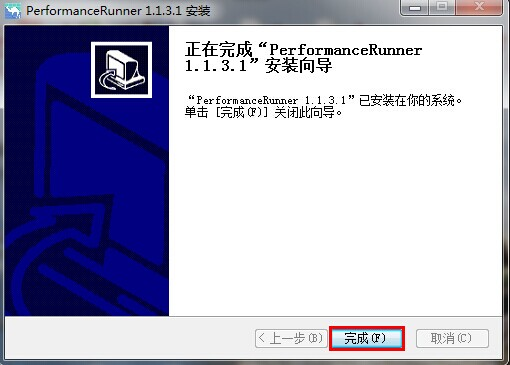 PerformanceRunner 1.1.3.1 安装
正在完成“PerformanceRunner
1.1.3.1”安装向导
“PerformanceRunner 1.1.3.1”已安装在你的系统。
单击 [完成(F)] 关闭此向导。
< 上一步(B) 完成(F) 取消(C)